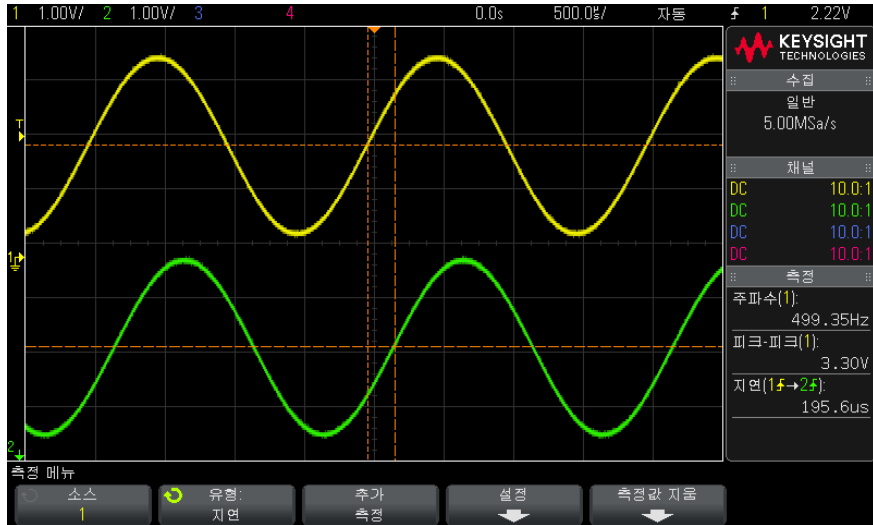 1 1.00V/ 2 1.00V/ 3 4 0.0s 500.0us/ 자동 1 2.22V
KEYSIGHT
TECHNOLOGIES
수집
일반
5.00MSa/s
채널
DC 10.0:1
DC 10.0:1
DC 10.0:1
DC 10.0:1
측정
주파수(1):
499.35Hz
피크-피크(1):
3.30V
지연(1→2):
195.6us
T
1
2
측정 메뉴
소스
1
유형:
지연
추가
측정
설정
측정값 지움